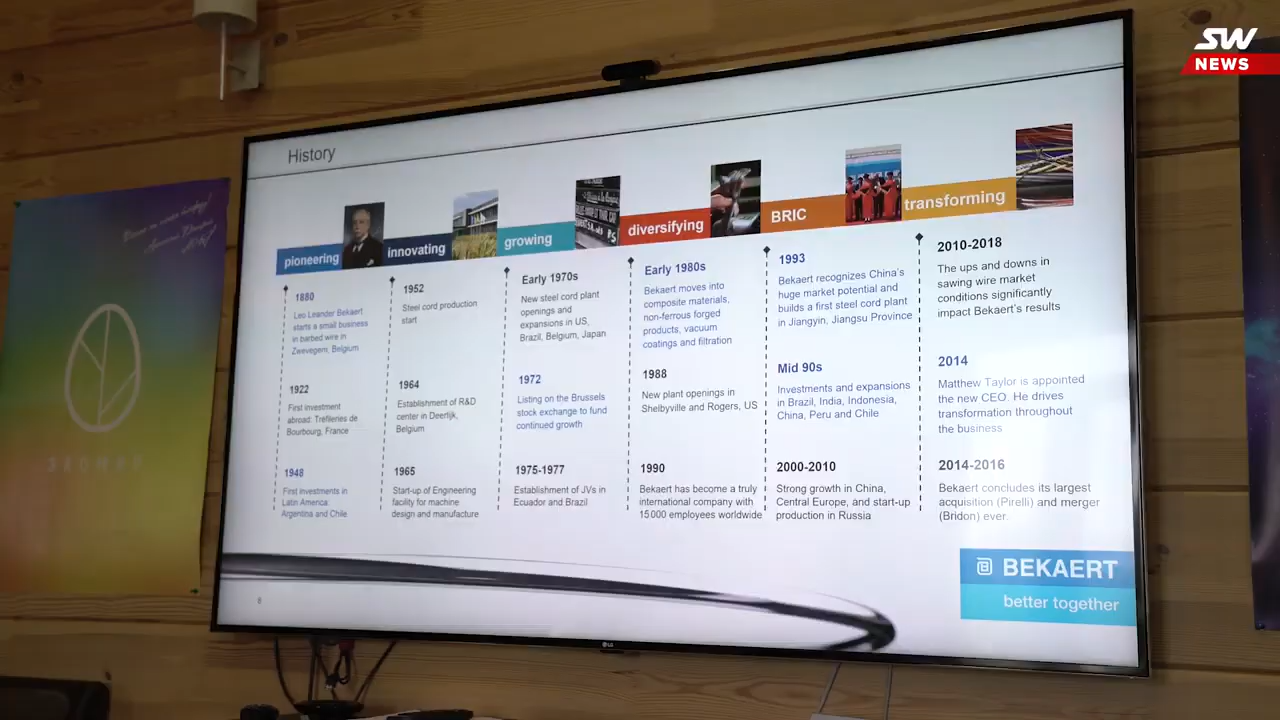 SW
NEWS
History
pioneering
1880
Leo Leander Bekaert
starts a small business
in barbed wire in
Zwevegem, Belgium
1922
First investment
abroad: Tréfileries de
Bourbourg, France
1948
First investments in
Latin America:
Argentina and Chile
innovating
1952
Steel cord production
start
1964
Establishment of R&D
center in Deerlijk,
Belgium
1965
Start-up of Engineering
facility for machine
design and manufacture
growing
Early 1970s
New steel cord plant
openings and
expansions in US,
Brazil, Belgium, Japan
1972
Listing on the Brussels
stock exchange to fund
continued growth
1975-1977
Establishment of JVs in
Ecuador and Brazil
diversifying
Early 1980s
Bekaert moves into
composite materials,
non-ferrous forged
products, vacuum
coatings and filtration
1988
New plant openings in
Shelbyville and Rogers, US
1990
Bekaert has become a truly
international company with
15 000 employees worldwide
BRIC
1993
Bekaert recognizes China's
huge market potential and
builds a first steel cord plant
in Jiangyin, Jiangsu Province
Mid 90s
Investments and expansions
in Brazil, India, Indonesia,
China, Peru and Chile
2000-2010
Strong growth in China,
Central Europe, and start-up
production in Russia
transforming
2010-2018
The ups and downs in
sawing wire market
conditions significantly
impact Bekaert's results
2014
Matthew Taylor is appointed
the new CEO. He drives
transformation throughout
the business
2014-2016
Bekaert concludes its largest
acquisition (Pirelli) and merger
(Bridon) ever.
BEKAERT
better together
LG